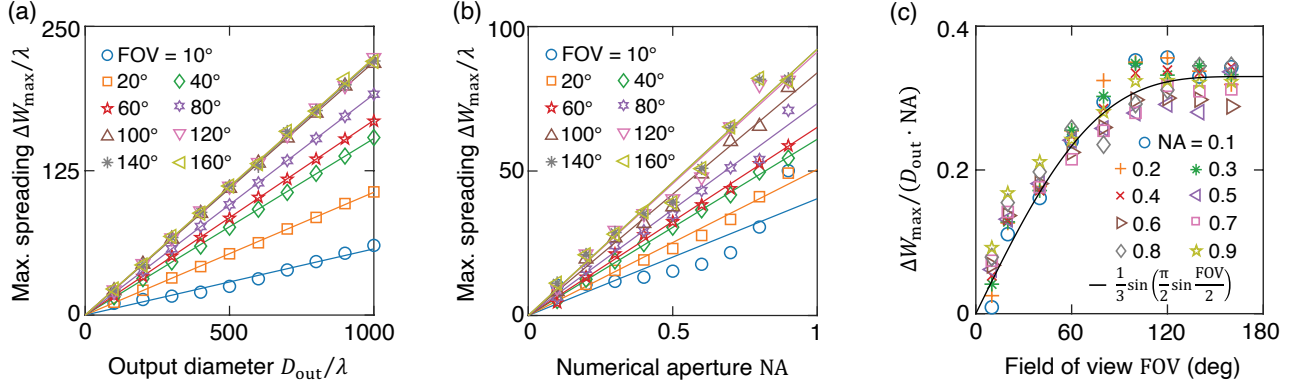 (a)
250
125
0
Max. spreading ΔW_max/λ
FOV = 10°
20° 40°
60° 80°
100° 120°
140° 160°
0 500 1000
Output diameter D_out/λ
(b)
100
50
0
Max. spreading ΔW_max/λ
FOV = 10°
20° 40°
60° 80°
100° 120°
140° 160°
0 0.5 1
Numerical aperture NA
(c)
0.4
0.2
0
ΔW_max/(D_out · NA)
NA = 0.1
0.2 0.3
0.4 0.5
0.6 0.7
0.8 0.9
1/3 sin (π/2 sin FOV/2)
0 60 120 180
Field of view FOV (deg)